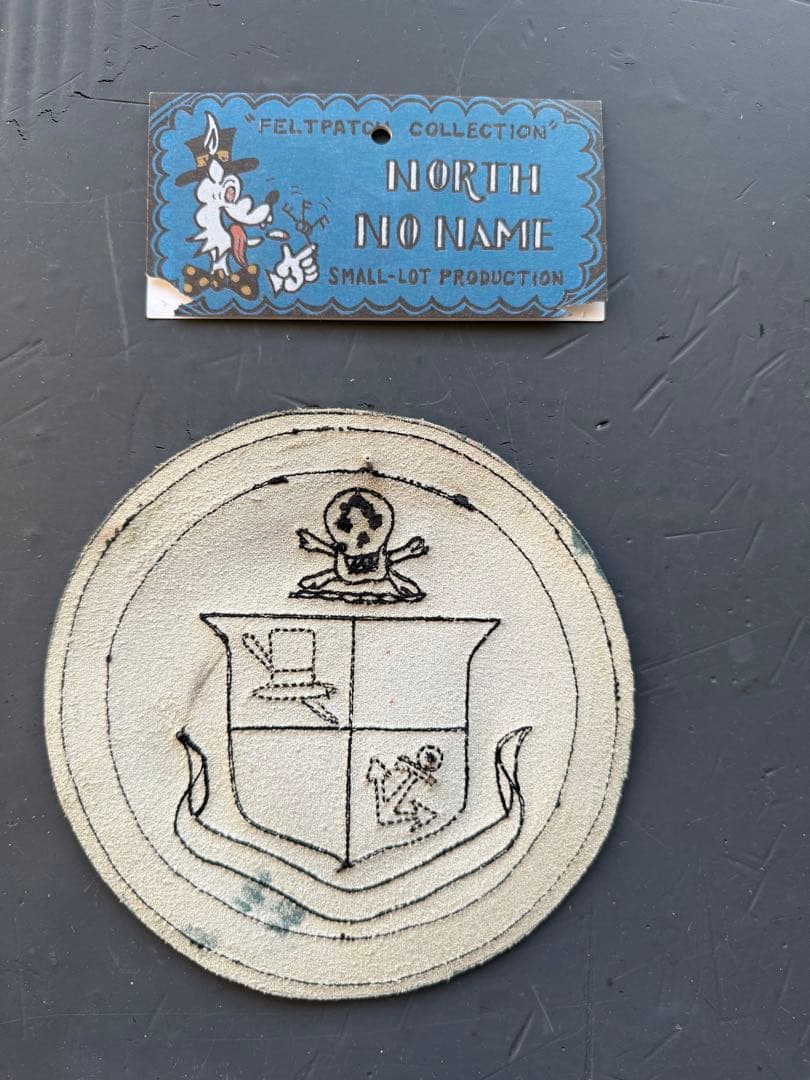 "FELTPATCH COLLECTION"
NORTH
NO NAME
SMALL-LOT PRODUCTION